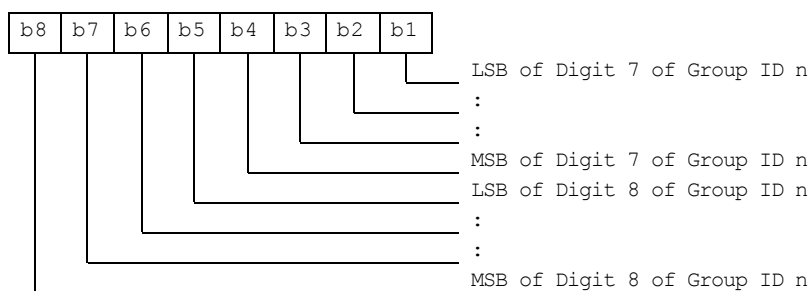 b8 b7 b6 b5 b4 b3 b2 b1
LSB of Digit 7 of Group ID n
:
:
MSB of Digit 7 of Group ID n
LSB of Digit 8 of Group ID n
:
:
MSB of Digit 8 of Group ID n